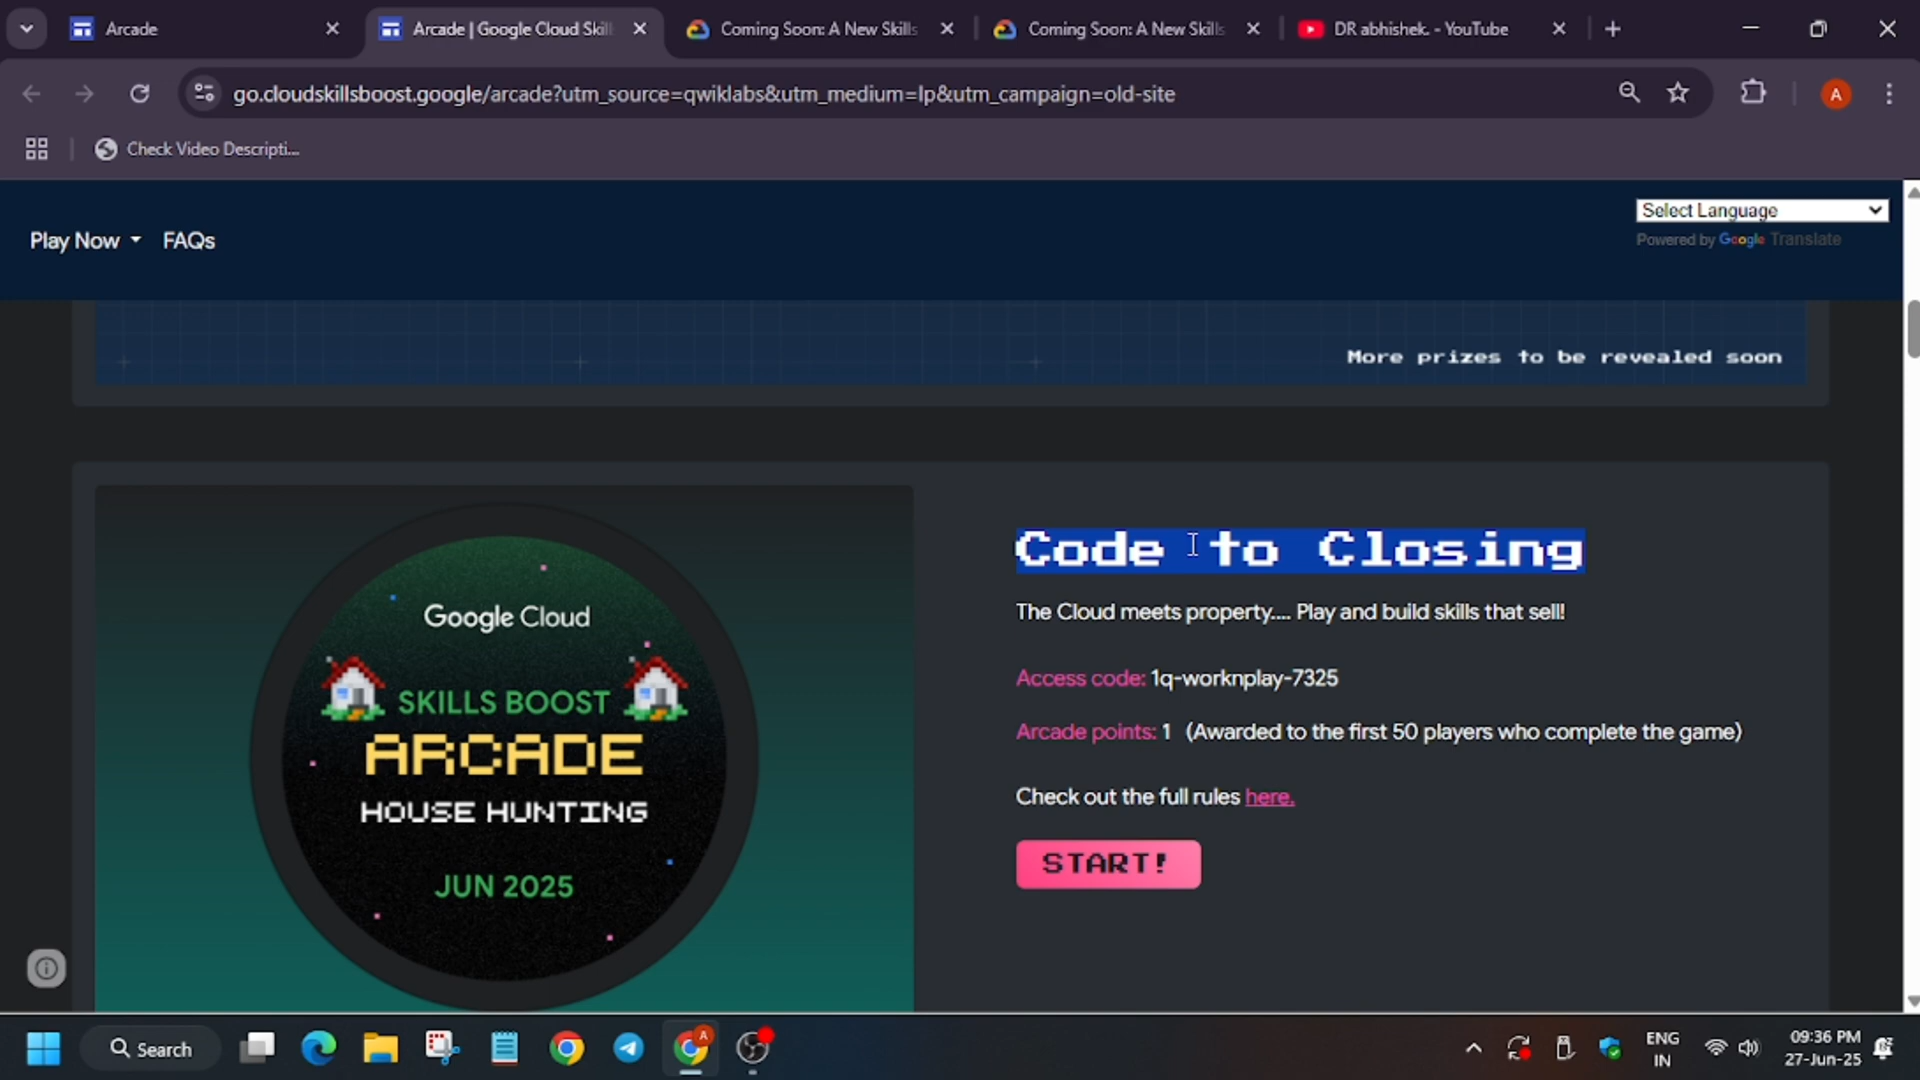 Arcade
Arcade | Google Cloud Skill
Coming Soon: A New Skills
Coming Soon: A New Skills
DR abhishek. - YouTube
go.cloudskillsboost.google/arcade?utm_source=qwiklabs&utm_medium=lp&utm_campaign=old-site
A
Check Video Descripti...
Play Now
FAQs
Select Language
Powered by Google Translate
More prizes to be revealed soon
Google Cloud
SKILLS BOOST
ARCADE
HOUSE HUNTING
JUN 2025
Code to Closing
The Cloud meets property.... Play and build skills that sell!
Access code: 1q-worknplay-7325
Arcade points: 1 (Awarded to the first 50 players who complete the game)
Check out the full rules here.
START!
Search
A
ENG
IN
09:36 PM
27-Jun-25